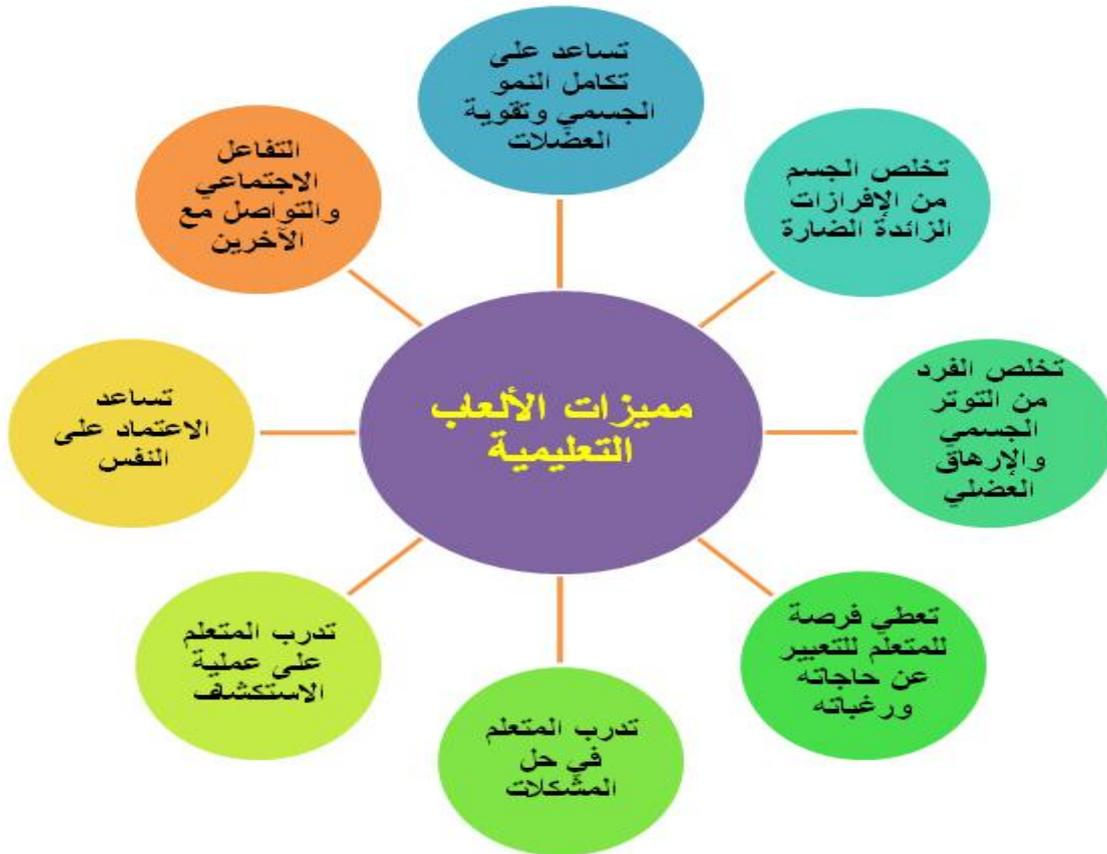 مميزات الألعاب
التعليمية
تساعد على
تكامل النمو
الجسمي وتقوية
العضلات
تخلص الجسم
من الإفرازات
الزائدة الضارة
تخلص الفرد
من التوتر
الجسمي
والإرهاق
العضلي
تعطي فرصة
للمتعلم للتعبير
عن حاجاته
ورغباته
تدرب المتعلم
في حل
المشكلات
تدرب المتعلم
على عملية
الاستكشاف
تساعد
الاعتماد على
النفس
التفاعل
الاجتماعي
والتواصل مع
الآخرين